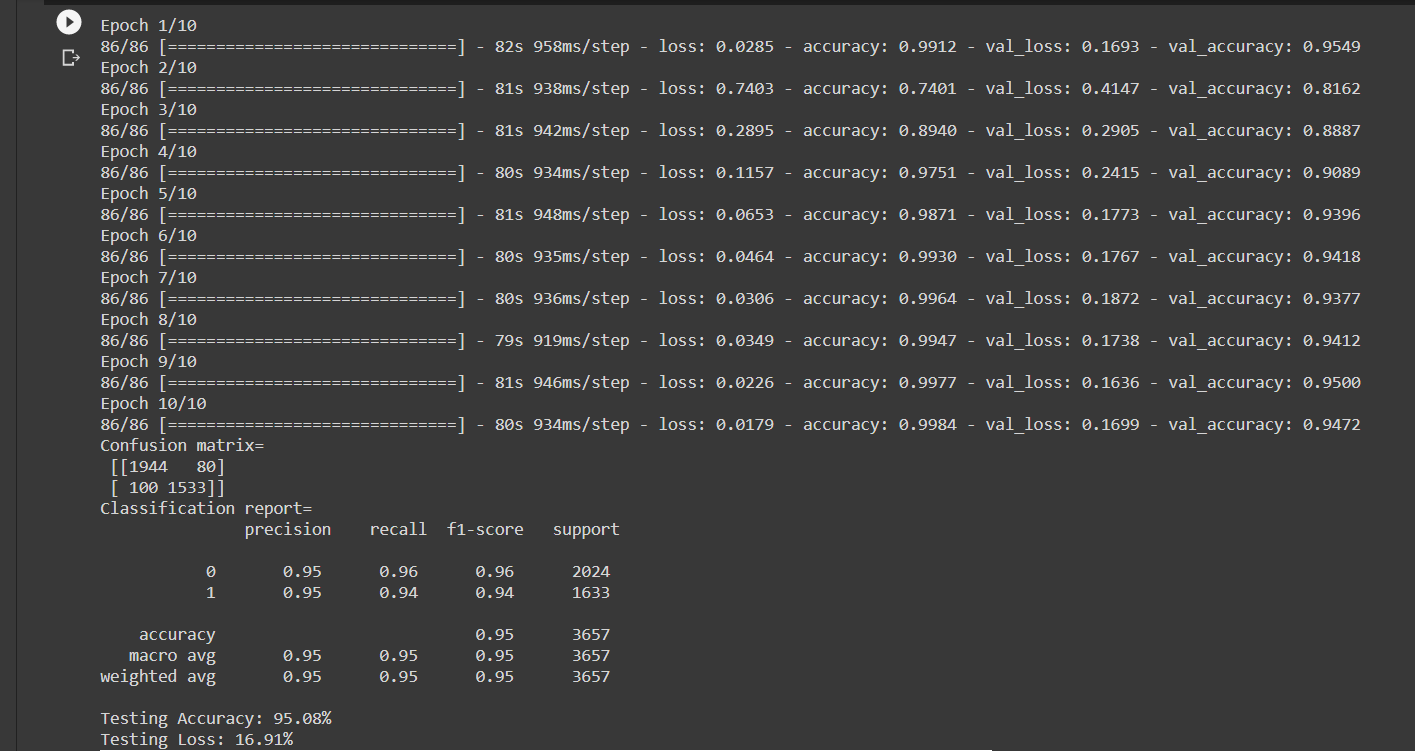 Epoch 1/10
86/86 [==============================] - 82s 958ms/step - loss: 0.0285 - accuracy: 0.9912 - val_loss: 0.1693 - val_accuracy: 0.9549
Epoch 2/10
86/86 [==============================] - 81s 938ms/step - loss: 0.7403 - accuracy: 0.7401 - val_loss: 0.4147 - val_accuracy: 0.8162
Epoch 3/10
86/86 [==============================] - 81s 942ms/step - loss: 0.2895 - accuracy: 0.8940 - val_loss: 0.2905 - val_accuracy: 0.8887
Epoch 4/10
86/86 [==============================] - 80s 934ms/step - loss: 0.1157 - accuracy: 0.9751 - val_loss: 0.2415 - val_accuracy: 0.9089
Epoch 5/10
86/86 [==============================] - 81s 948ms/step - loss: 0.0653 - accuracy: 0.9871 - val_loss: 0.1773 - val_accuracy: 0.9396
Epoch 6/10
86/86 [==============================] - 80s 935ms/step - loss: 0.0464 - accuracy: 0.9930 - val_loss: 0.1767 - val_accuracy: 0.9418
Epoch 7/10
86/86 [==============================] - 80s 936ms/step - loss: 0.0306 - accuracy: 0.9964 - val_loss: 0.1872 - val_accuracy: 0.9377
Epoch 8/10
86/86 [==============================] - 79s 919ms/step - loss: 0.0349 - accuracy: 0.9947 - val_loss: 0.1738 - val_accuracy: 0.9412
Epoch 9/10
86/86 [==============================] - 81s 946ms/step - loss: 0.0226 - accuracy: 0.9977 - val_loss: 0.1636 - val_accuracy: 0.9500
Epoch 10/10
86/86 [==============================] - 80s 934ms/step - loss: 0.0179 - accuracy: 0.9984 - val_loss: 0.1699 - val_accuracy: 0.9472
Confusion matrix=
 [[1944   80]
 [ 100 1533]]
Classification report=
               precision    recall  f1-score   support

           0       0.95      0.96      0.96      2024
           1       0.95      0.94      0.94      1633

    accuracy                           0.95      3657
   macro avg       0.95      0.95      0.95      3657
weighted avg       0.95      0.95      0.95      3657

Testing Accuracy: 95.08%
Testing Loss: 16.91%